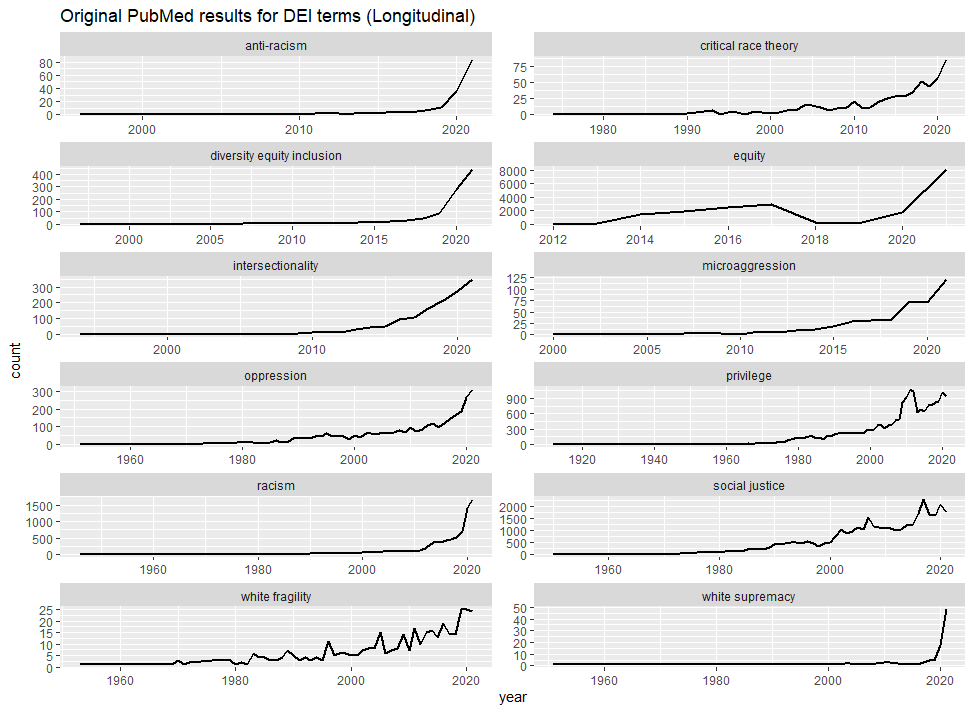 Original PubMed results for DEI terms (Longitudinal)
anti-racism
80
60
40
20
0
2000 2010 2020
critical race theory
75
50
25
0
1980 1990 2000 2010 2020
diversity equity inclusion
400
300
200
100
0
2000 2005 2010 2015 2020
equity
8000
6000
4000
2000
0
2012 2014 2016 2018 2020
intersectionality
300
200
100
0
2000 2010 2020
microaggression
125
100
75
50
25
0
2000 2005 2010 2015 2020
oppression
300
200
100
0
1960 1980 2000 2020
privilege
900
600
300
0
1920 1940 1960 1980 2000 2020
racism
1500
1000
500
0
1960 1980 2000 2020
social justice
2000
1500
1000
500
0
1960 1980 2000 2020
white fragility
25
20
15
10
5
0
1960 1980 2000 2020
white supremacy
50
40
30
20
10
0
1960 1980 2000 2020
count
year